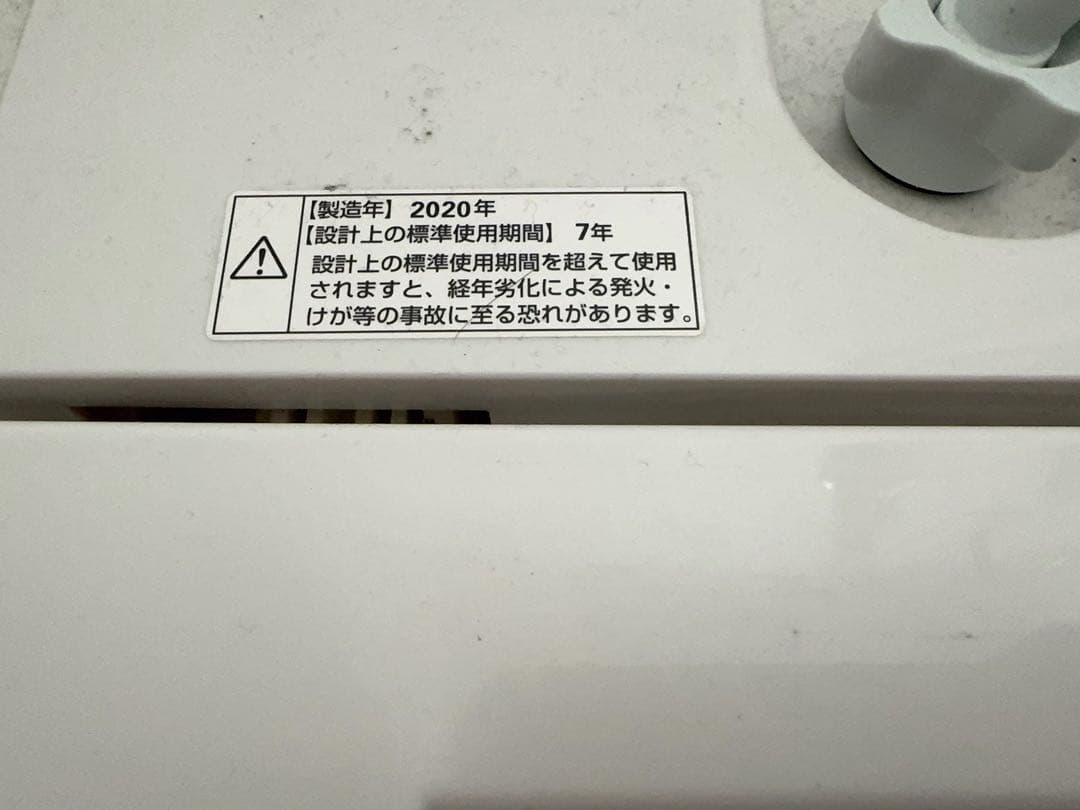 【製造年】 2020年
【設計上の標準使用期間】 7年
設計上の標準使用期間を超えて使用
されますと、経年劣化による発火・
けが等の事故に至る恐れがあります。